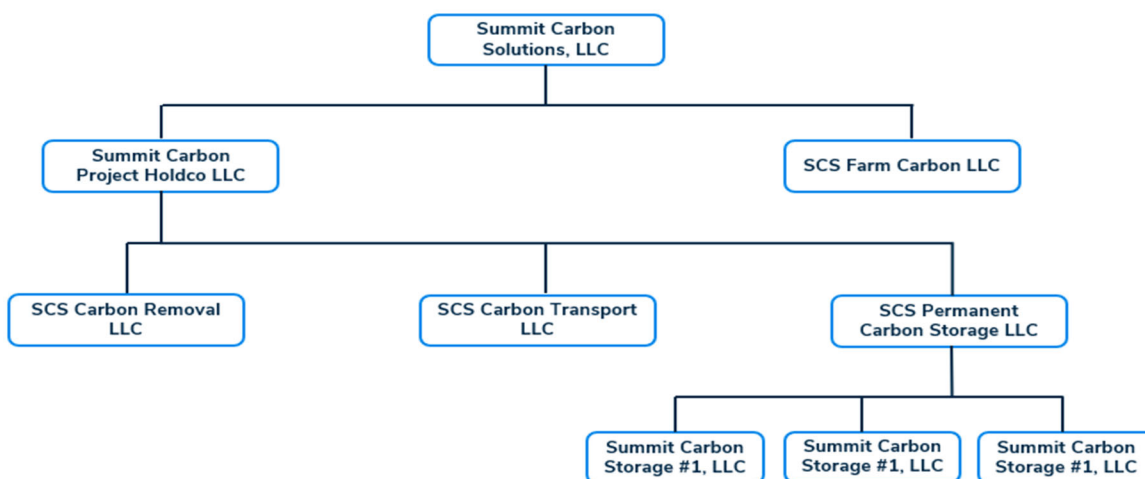 Summit Carbon
Solutions, LLC
Summit Carbon
Project Holdco LLC
SCS Farm Carbon LLC
SCS Carbon Removal
LLC
SCS Carbon Transport
LLC
SCS Permanent
Carbon Storage LLC
Summit Carbon
Storage #1, LLC
Summit Carbon
Storage #1, LLC
Summit Carbon
Storage #1, LLC